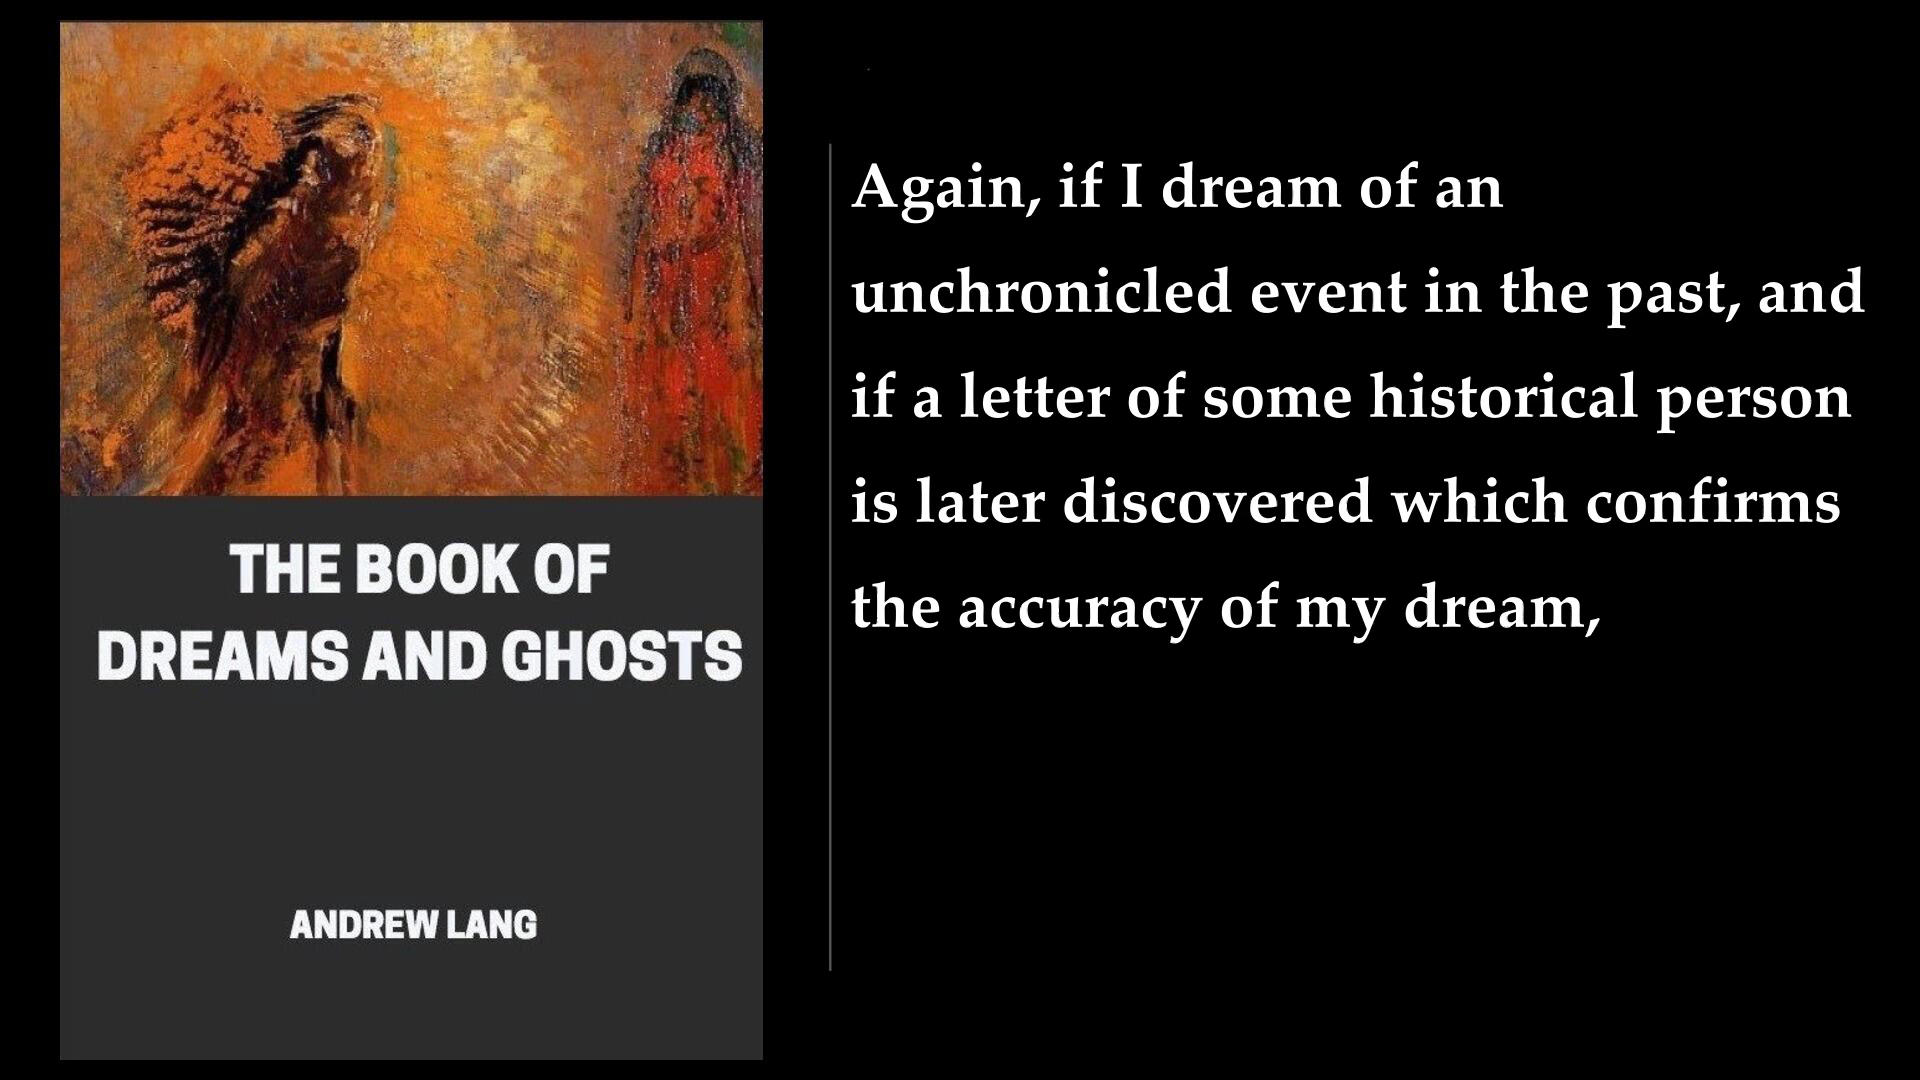 THE BOOK OF
DREAMS AND GHOSTS
ANDREW LANG
Again, if I dream of an
unchronicled event in the past, and
if a letter of some historical person
is later discovered which confirms
the accuracy of my dream,